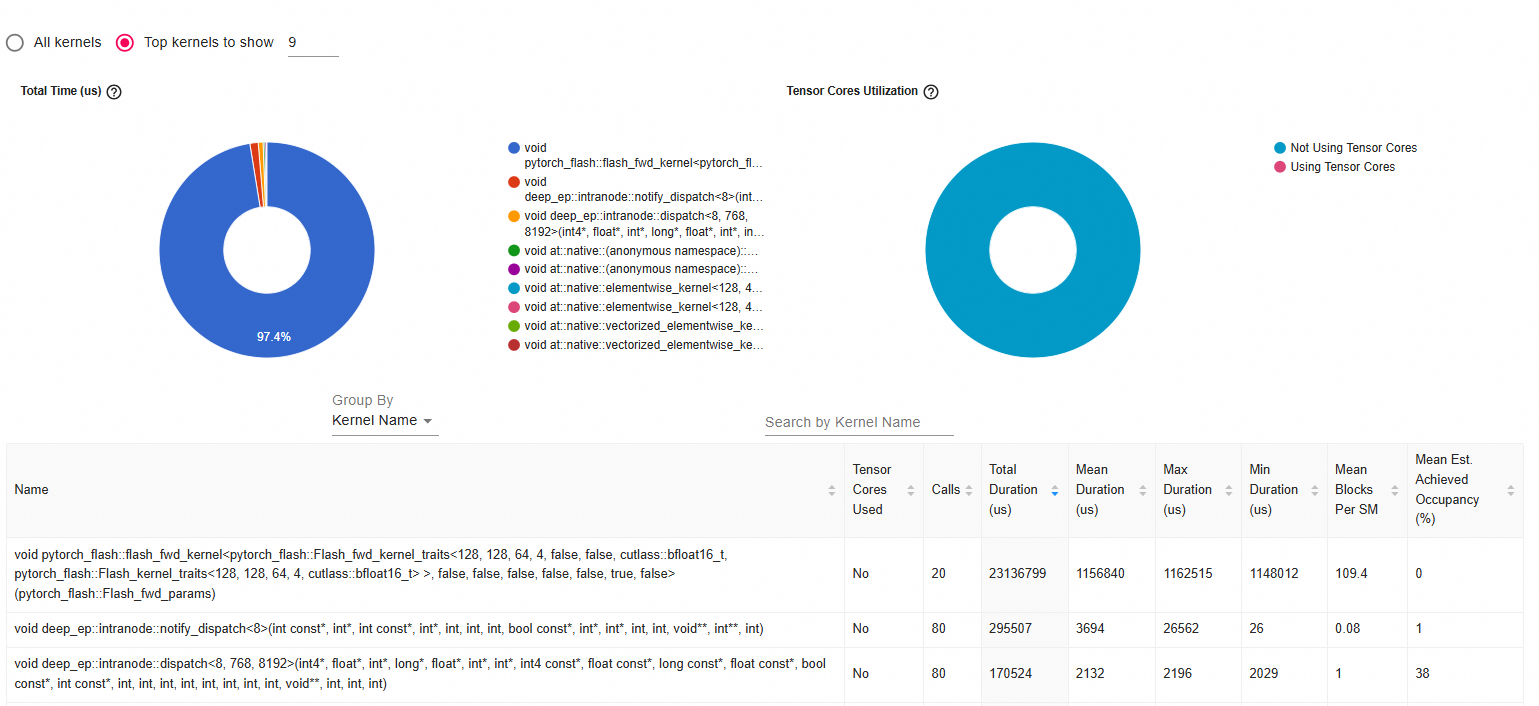 All kernels
Top kernels to show 9
Total Time (us) ?
Tensor Cores Utilization ?
97.4%
void
pytorch_flash::flash_fwd_kernel<pytorch_fl...
void
deep_ep::intranode::notify_dispatch<8>(int...
void deep_ep::intranode::dispatch<8, 768,
8192>(int4*, float*, int*, long*, float*, int*, in...
void at::native::(anonymous namespace)::...
void at::native::(anonymous namespace)::...
void at::native::elementwise_kernel<128, 4...
void at::native::elementwise_kernel<128, 4...
void at::native::vectorized_elementwise_ke...
void at::native::vectorized_elementwise_ke...
Not Using Tensor Cores
Using Tensor Cores
Group By
Kernel Name
Search by Kernel Name
Name
Tensor
Cores
Used
Calls
Total
Duration
(us)
Mean
Duration
(us)
Max
Duration
(us)
Min
Duration
(us)
Mean
Blocks
Per SM
Mean Est.
Achieved
Occupancy
(%)
void pytorch_flash::flash_fwd_kernel<pytorch_flash::Flash_fwd_kernel_traits<128, 128, 64, 4, false, false, cutlass::bfloat16_t,
pytorch_flash::Flash_kernel_traits<128, 128, 64, 4, cutlass::bfloat16_t> >, false, false, false, false, false, true, false>
(pytorch_flash::Flash_fwd_params)
No 20 23136799 1156840 1162515 1148012 109.4 0
void deep_ep::intranode::notify_dispatch<8>(int const*, int*, int const*, int*, int, int, int, bool const*, int*, int*, int, int, void**, int**, int)
No 80 295507 3694 26562 26 0.08 1
void deep_ep::intranode::dispatch<8, 768, 8192>(int4*, float*, int*, long*, float*, int*, int*, int4 const*, float const*, long const*, float const*, bool
const*, int const*, int, int, int, int, int, int, int, int, void**, int, int, int)
No 80 170524 2132 2196 2029 1 38